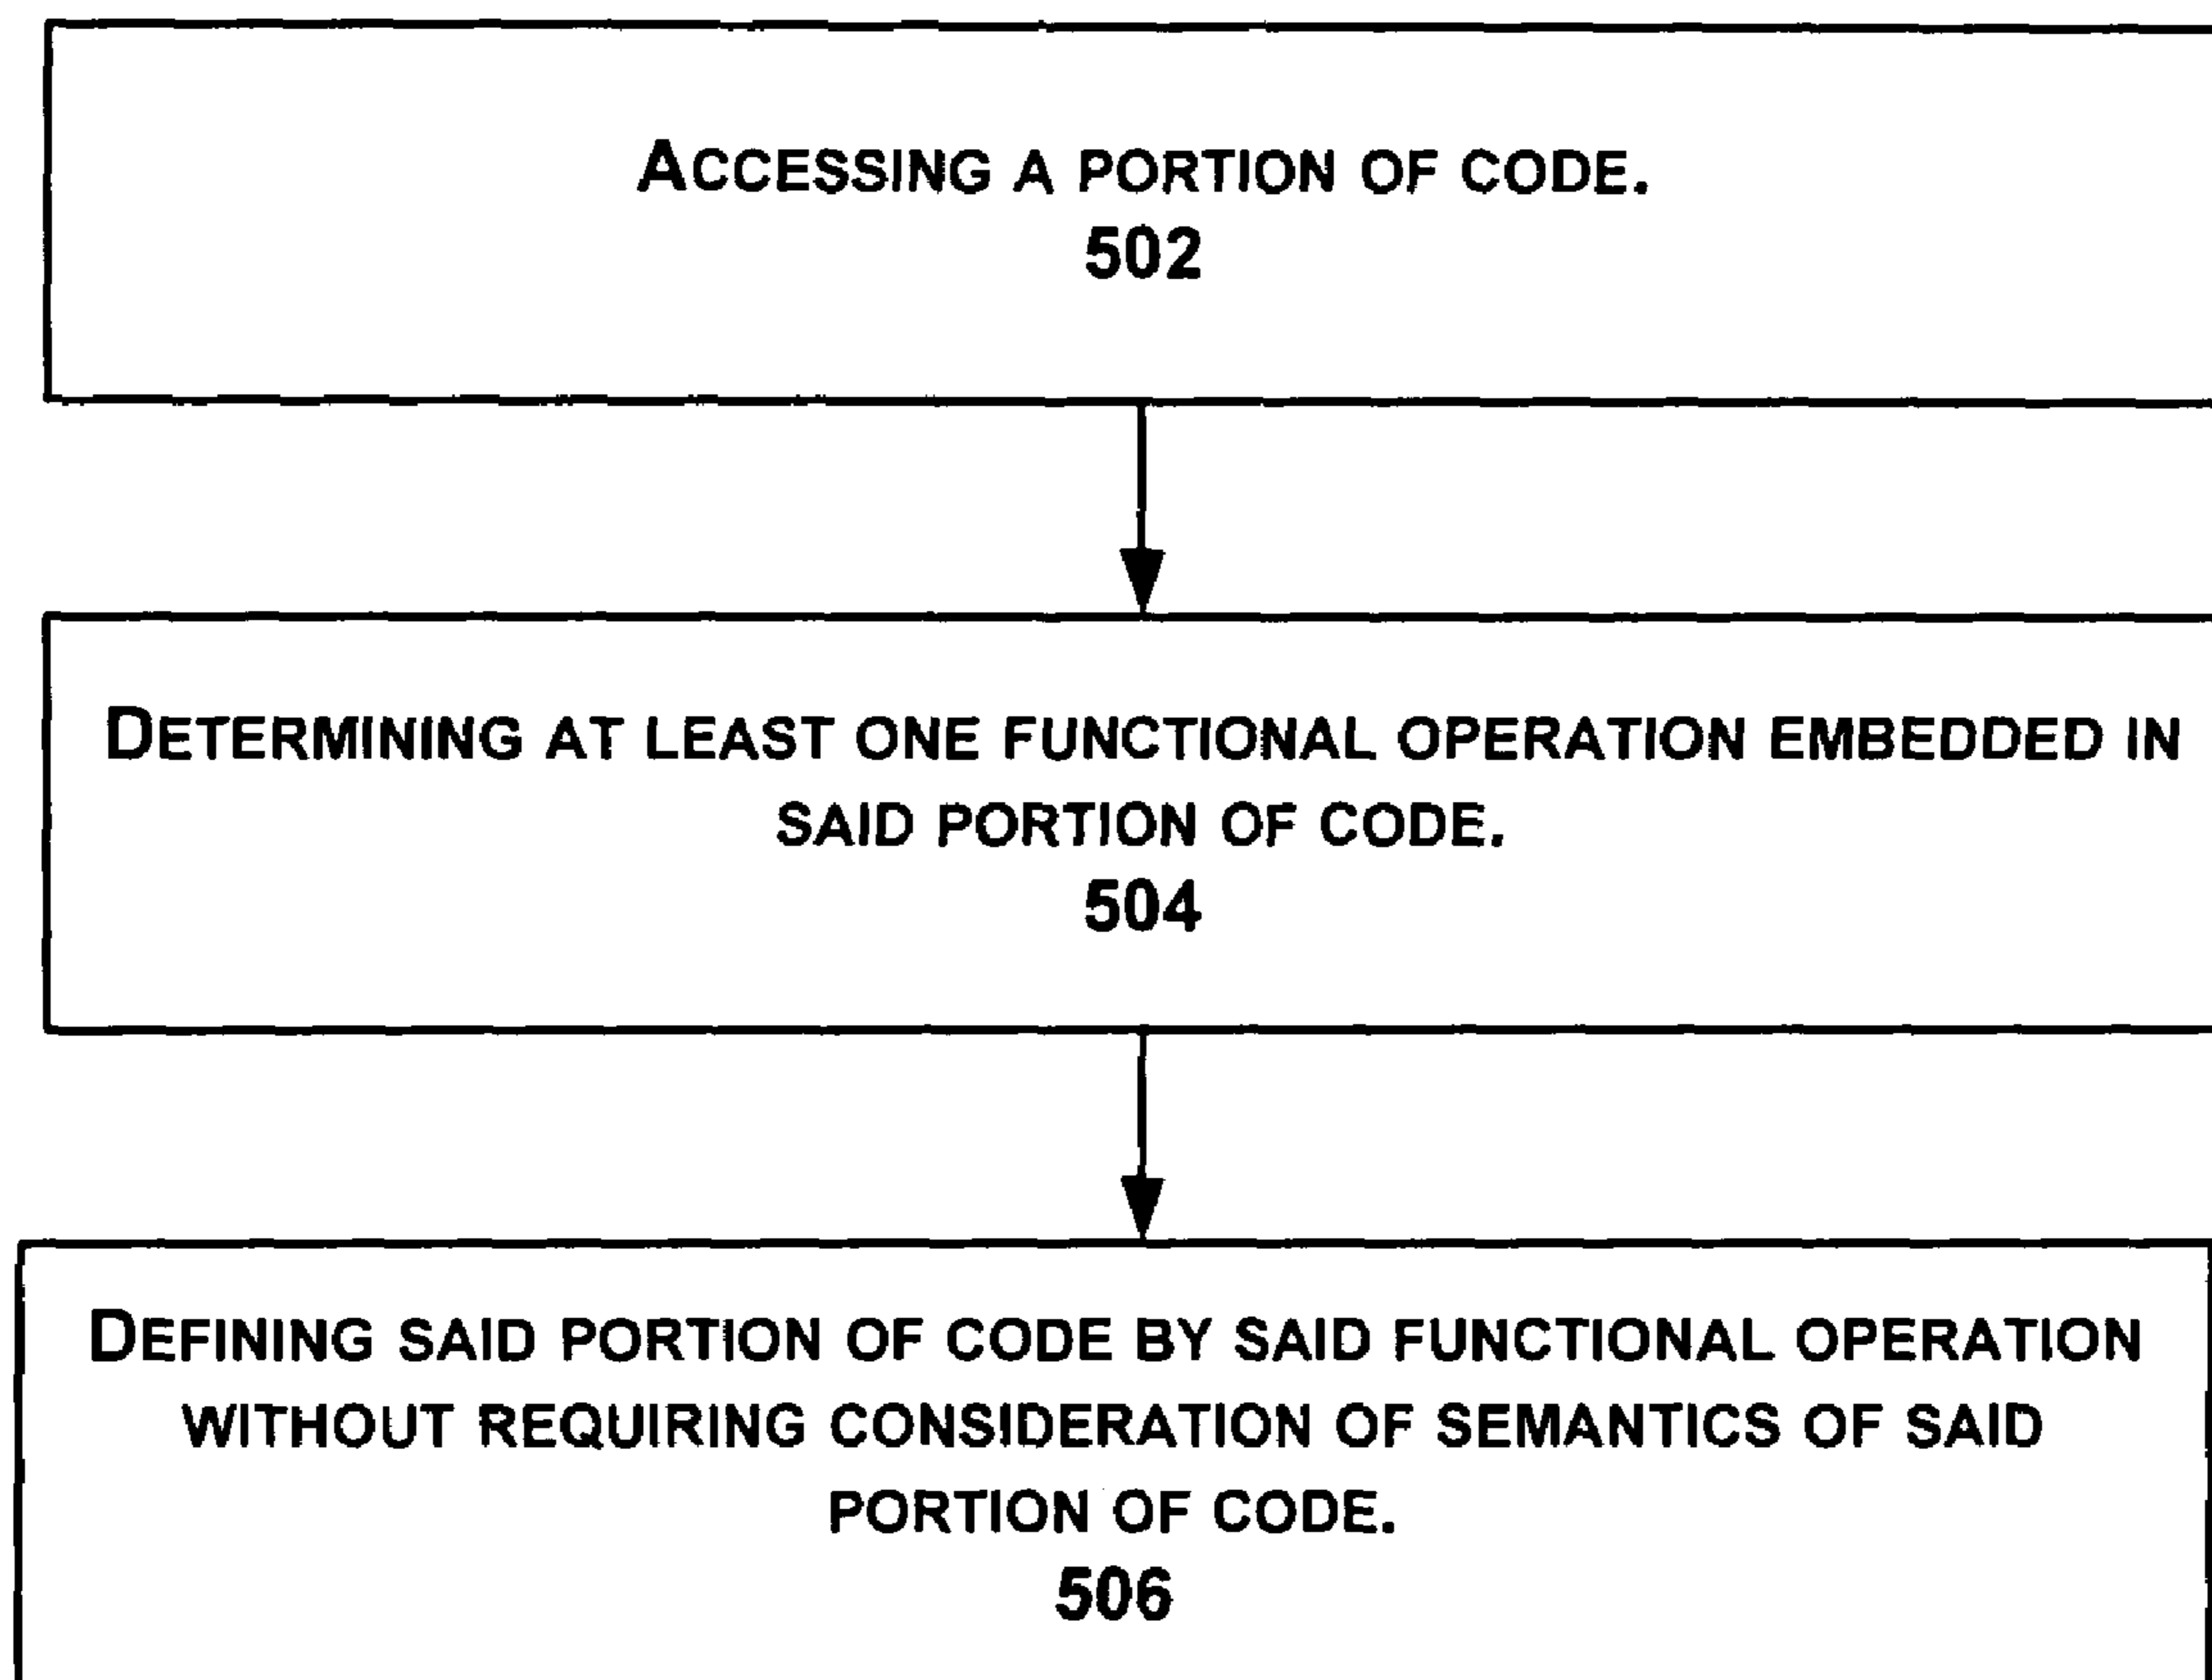 ACCESSING A PORTION OF CODE.
502
DETERMINING AT LEAST ONE FUNCTIONAL OPERATION EMBEDDED IN
SAID PORTION OF CODE.
504
DEFINING SAID PORTION OF CODE BY SAID FUNCTIONAL OPERATION
WITHOUT REQUIRING CONSIDERATION OF SEMANTICS OF SAID
PORTION OF CODE.
506